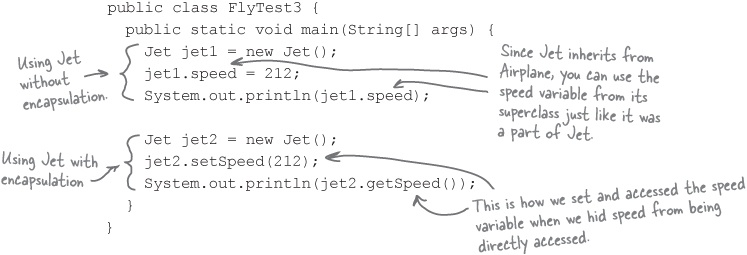 public class FlyTest3 {
public static void main(String[] args) {
Jet jet1 = new Jet();
jet1.speed = 212;
System.out.println(jet1.speed);
Using Jet
without
encapsulation.
Since Jet inherits from
Airplane, you can use the
speed variable from its
superclass just like it was
a part of Jet.
Jet jet2 = new Jet();
jet2.setSpeed(212);
System.out.println(jet2.getSpeed());
Using Jet with
encapsulation
}
}
This is how we set and accessed the speed
variable when we hid speed from being
directly accessed.